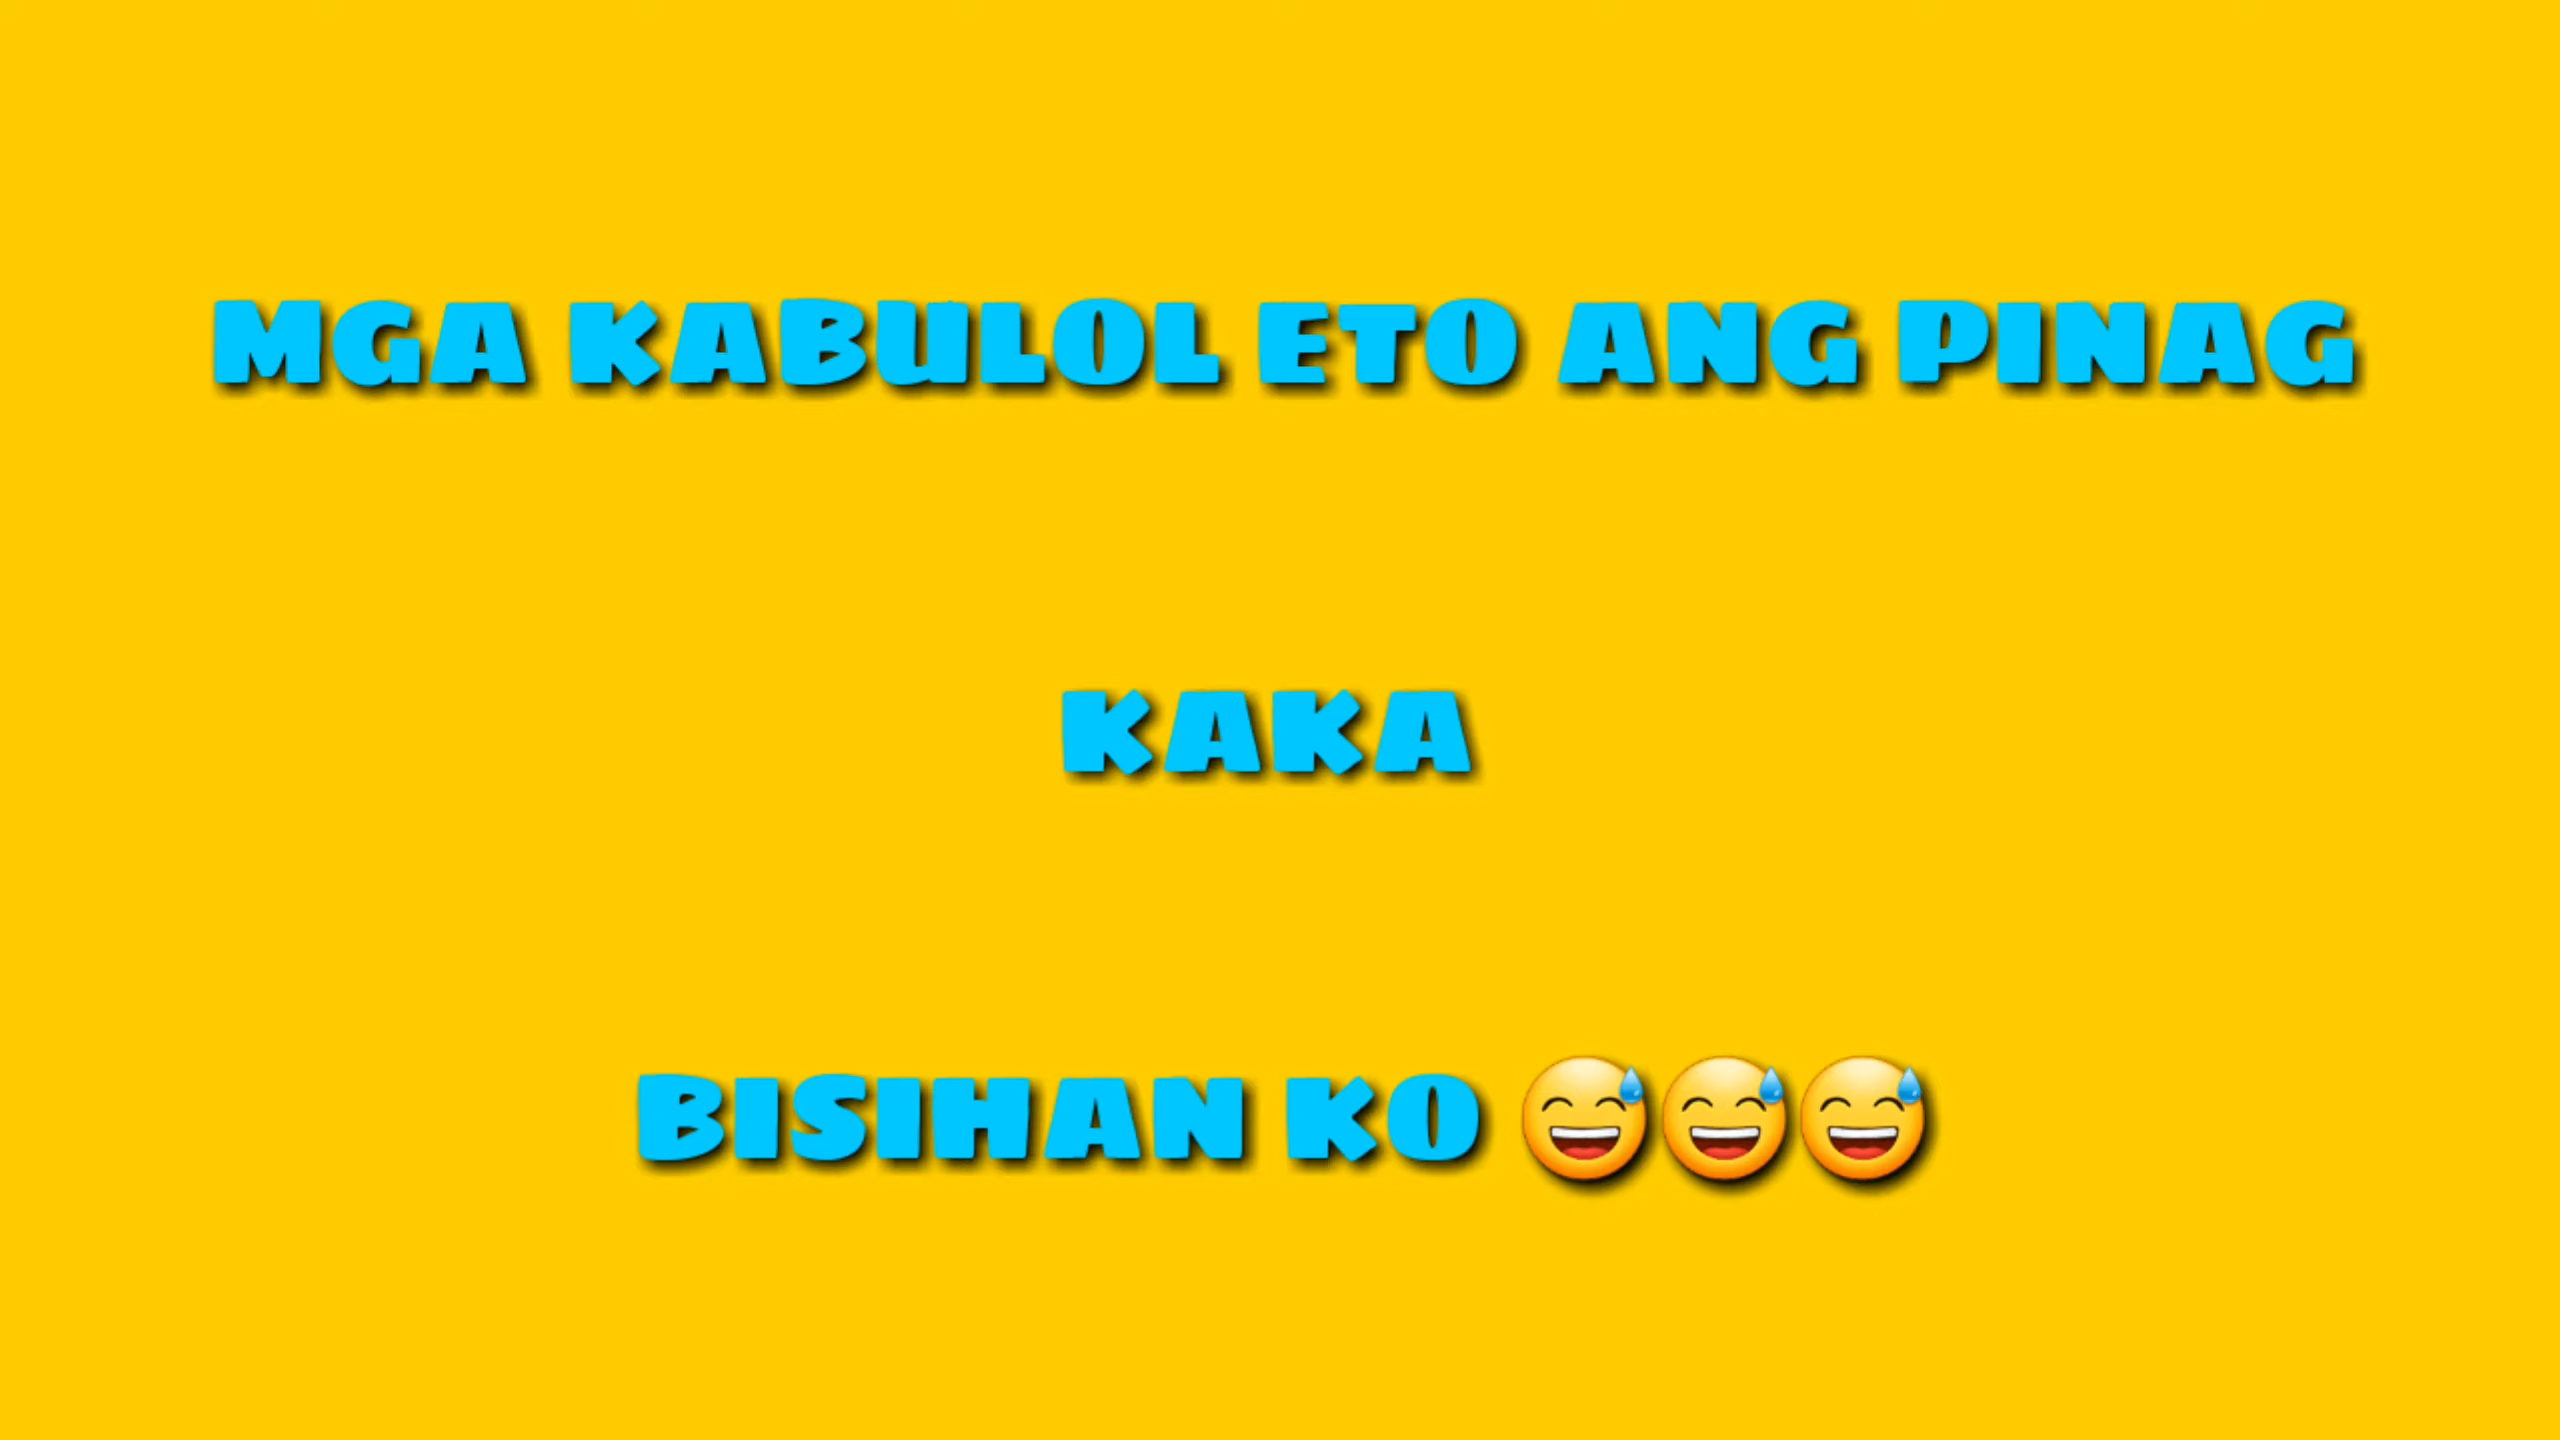 MGA KABULOL ETO ANG PINAG
KAKA
BISIHAN KO 😅😅😅